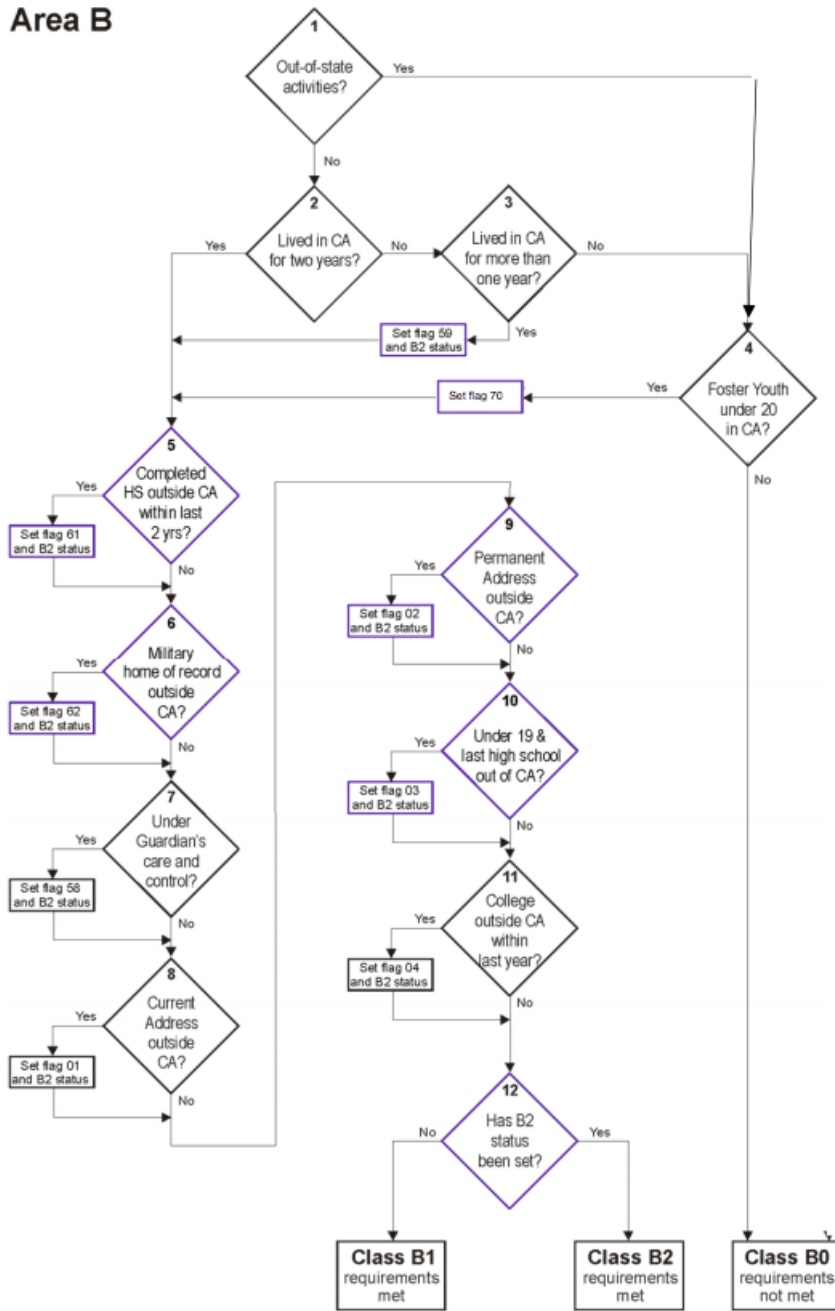 Area B
1
Out-of-state
activities?
Yes
No
2
Lived in CA
for two years?
Yes
No
3
Lived in CA
for more than
one year?
No
Yes
Set flag 59
and B2 status
4
Foster Youth
under 20
in CA?
Yes
No
Set flag 70
5
Completed
HS outside CA
within last
2 yrs?
Yes
Set flag 61
and B2 status
No
6
Military
home of record
outside
CA?
Yes
Set flag 62
and B2 status
No
7
Under
Guardian's
care and
control?
Yes
Set flag 58
and B2 status
No
8
Current
Address
outside
CA?
Yes
Set flag 01
and B2 status
No
9
Permanent
Address
outside
CA?
Yes
Set flag 02
and B2 status
No
10
Under 19 &
last high school
out of CA?
Yes
Set flag 03
and B2 status
No
11
College
outside CA
within
last year?
Yes
Set flag 04
and B2 status
No
12
Has B2
status
been set?
No
Yes
Class B1
requirements
met
Class B2
requirements
met
Class B0
requirements
not met